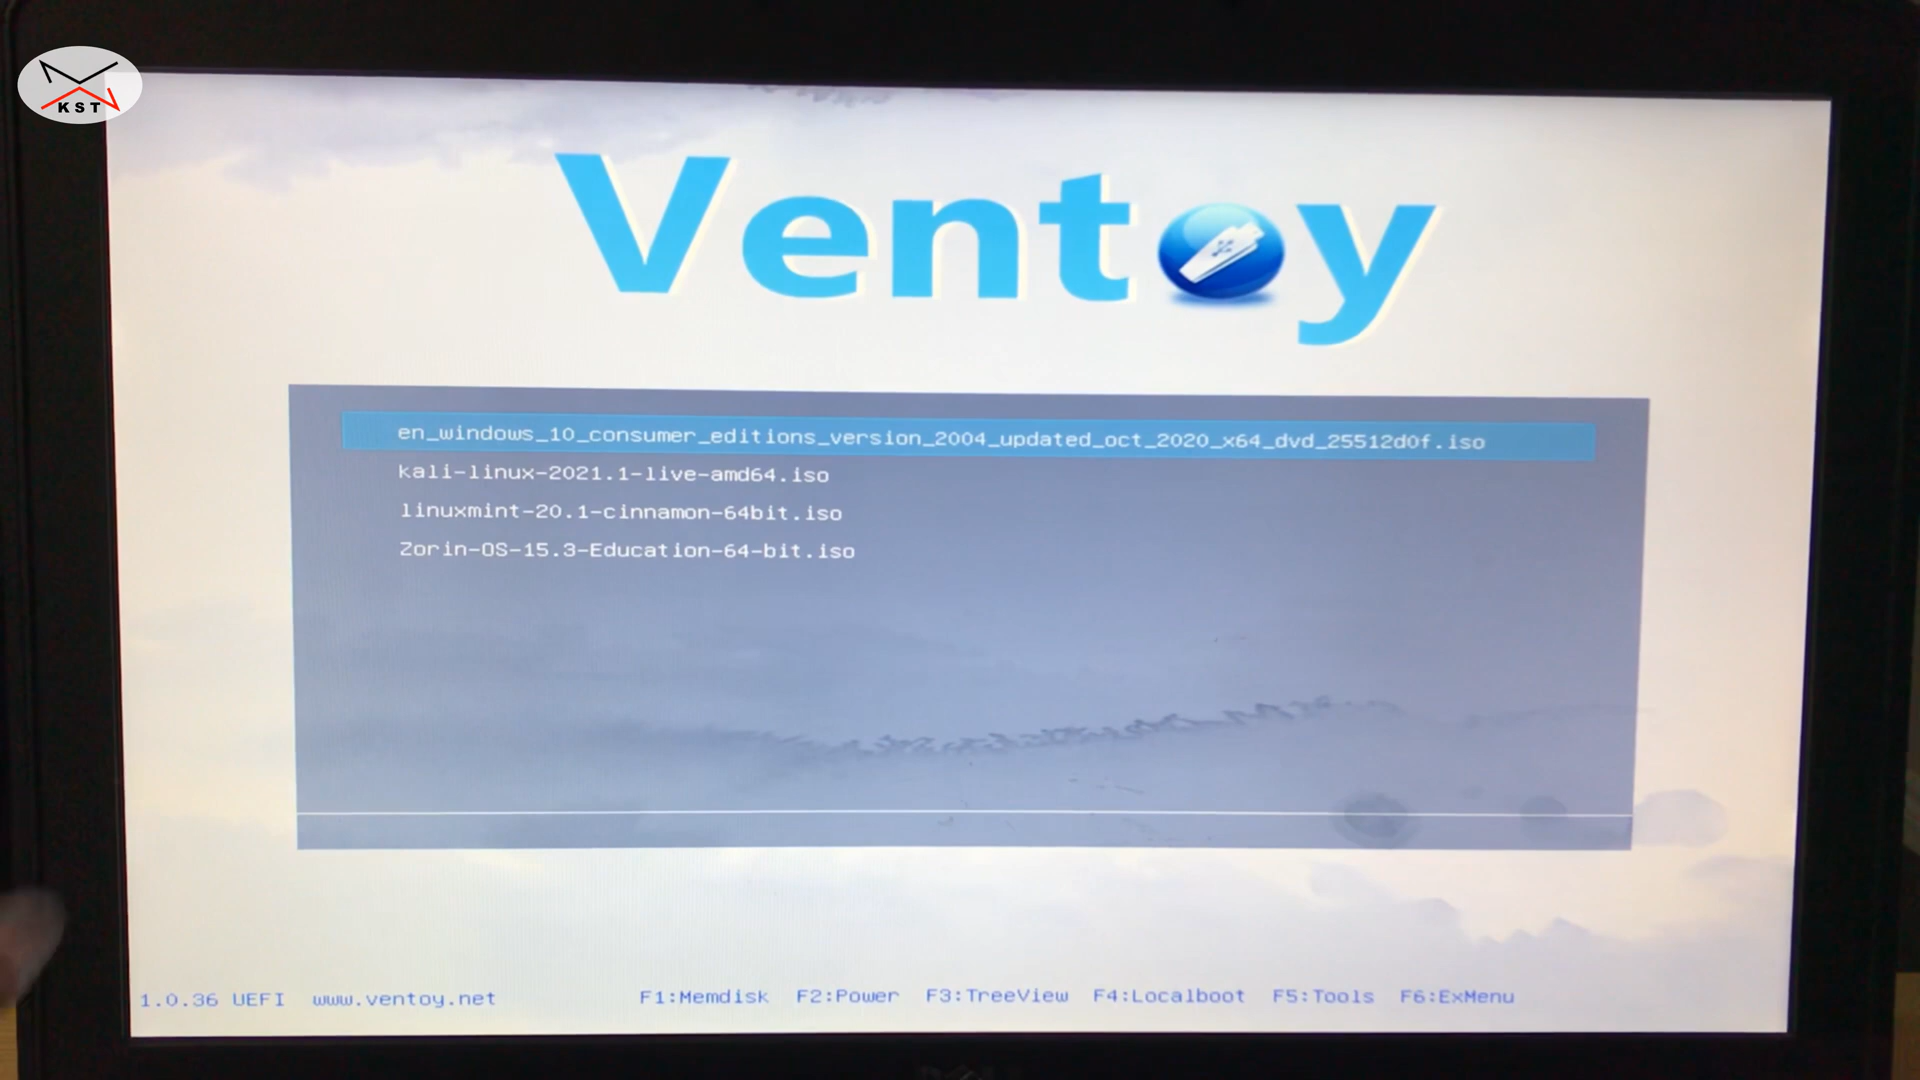 KST
Ventoy
en_windows_10_consumer_editions_version_2004_updated_oct_2020_x64_dvd_25512d0f.iso
kali-linux-2021.1-live-amd64.iso
linuxmint-20.1-cinnamon-64bit.iso
Zorin-OS-15.3-Education-64-bit.iso
1.0.36 UEFI www.ventoy.net F1:Memdisk F2:Power F3:TreeView F4:Localboot F5:Tools F6:ExMenu